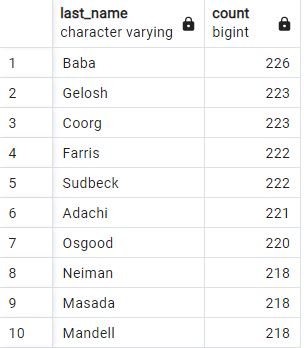 last_name count
character varying bigint
1 Baba 226
2 Gelosh 223
3 Coorg 223
4 Farris 222
5 Sudbeck 222
6 Adachi 221
7 Osgood 220
8 Neiman 218
9 Masada 218
10 Mandell 218